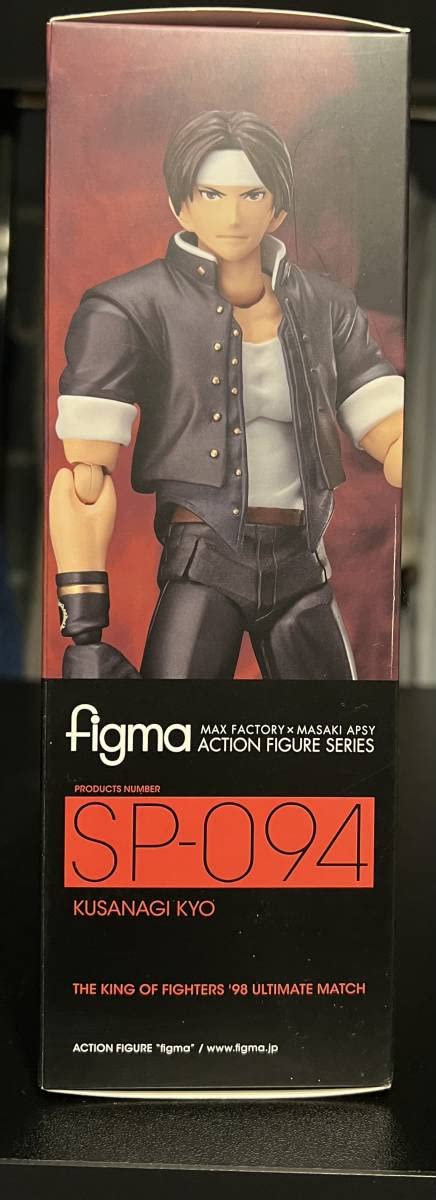 figma MAX FACTORY × MASAKI APSY
ACTION FIGURE SERIES
PRODUCTS NUMBER
SP-094
KUSANAGI KYO
THE KING OF FIGHTERS '98 ULTIMATE MATCH
ACTION FIGURE "figma" / www.figma.jp